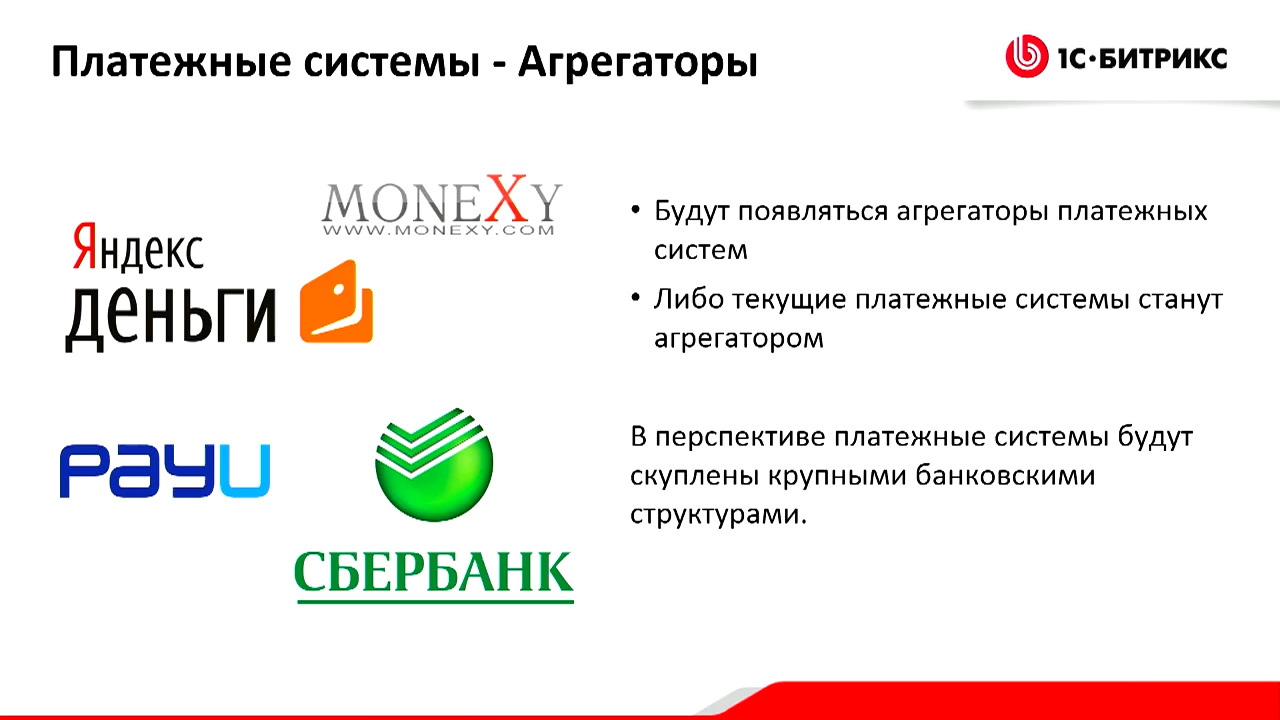 Платежные системы - Агрегаторы
1С·БИТРИКС
MONEXY
WWW.MONEXY.COM
Яндекс
деньги
PAYU
СБЕРБАНК
• Будут появляться агрегаторы платежных
систем
• Либо текущие платежные системы станут
агрегатором
В перспективе платежные системы будут
скуплены крупными банковскими
структурами.